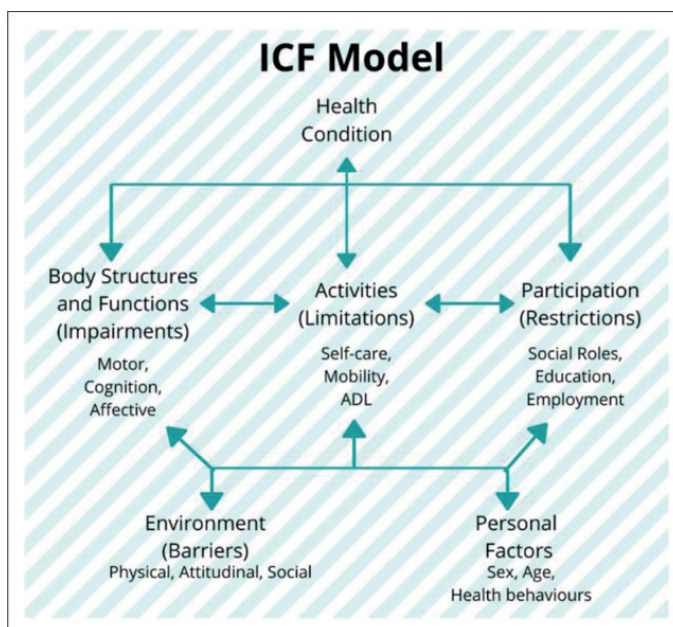 ICF Model
Health
Condition
Body Structures
and Functions
(Impairments)
Motor,
Cognition,
Affective
Activities
(Limitations)
Self-care,
Mobility,
ADL
Participation
(Restrictions)
Social Roles,
Education,
Employment
Environment
(Barriers)
Physical, Attitudinal, Social
Personal
Factors
Sex, Age,
Health behaviours